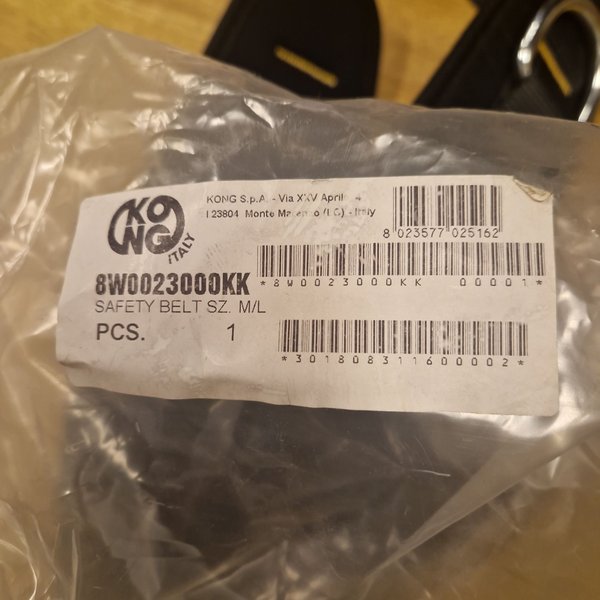 KONG ITALY
KONG S.p.A. - Via XXV Aprile 4
I 23804 Monte Marenzo (LC) - Italy
8 023577 025162
8W0023000KK
*8W0023000KK 00001*
SAFETY BELT SZ. M/L
PCS. 1
*301808311600002*